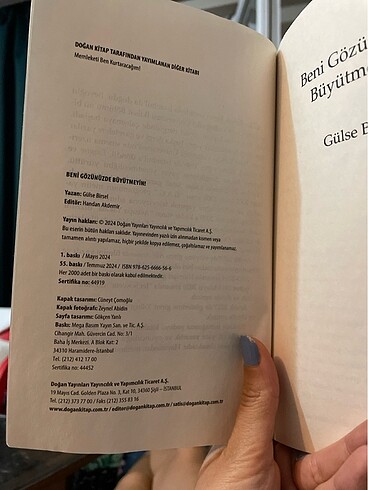 DOĞAN KİTAP TARAFINDAN YAYIMLANAN DİĞER KİTABI
Memleketi Ben Kurtaracağım!
BENİ GÖZÜNÜZDE BÜYÜTMEYİN!
Yazan: Gülse Birsel
Editör: Handan Akdemir
Yayın hakları: © 2024 Doğan Yayınları Yayıncılık ve Yapımcılık Ticaret A.Ş.
Bu eserin bütün hakları saklıdır. Yayınevinden yazılı izin alınmadan kısmen veya
tamamen alıntı yapılamaz, hiçbir şekilde kopya edilemez, çoğaltılamaz ve yayımlanamaz.
1. baskı / Mayıs 2024
55. baskı / Temmuz 2024 / ISBN 978-625-6666-56-6
Her 2000 adet bir baskı olarak kabul edilmektedir.
Sertifika no: 44919
Kapak tasarımı: Cüneyt Çomoğlu
Kapak fotoğrafı: Zeynel Abidin
Sayfa tasarımı: Gökçen Yanlı
Baskı: Mega Basım Yayın San. ve Tic. A.Ş.
Cihangir Mah. Güvercin Cad. No: 3/1
Baha İş Merkezi. A Blok Kat: 2
34310 Haramidere-İstanbul
Tel: (212) 412 17 00
Sertifika no: 44452
Doğan Yayınları Yayıncılık ve Yapımcılık Ticaret A.Ş.
19 Mayıs Cad. Golden Plaza No: 3, Kat 10, 34360 Şişli – İSTANBUL
Tel. (212) 373 77 00 / Faks (212) 355 83 16
www.dogankitap.com.tr / editor@dogankitap.com.tr / satis@dogankitap.com.tr
Beni Gözü
Büyütme
Gülse B